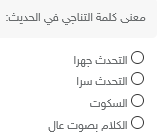 معنى كلمة التناجي في الحديث:
التحدث جهرا
التحدث سرا
السكوت
الكلام بصوت عال